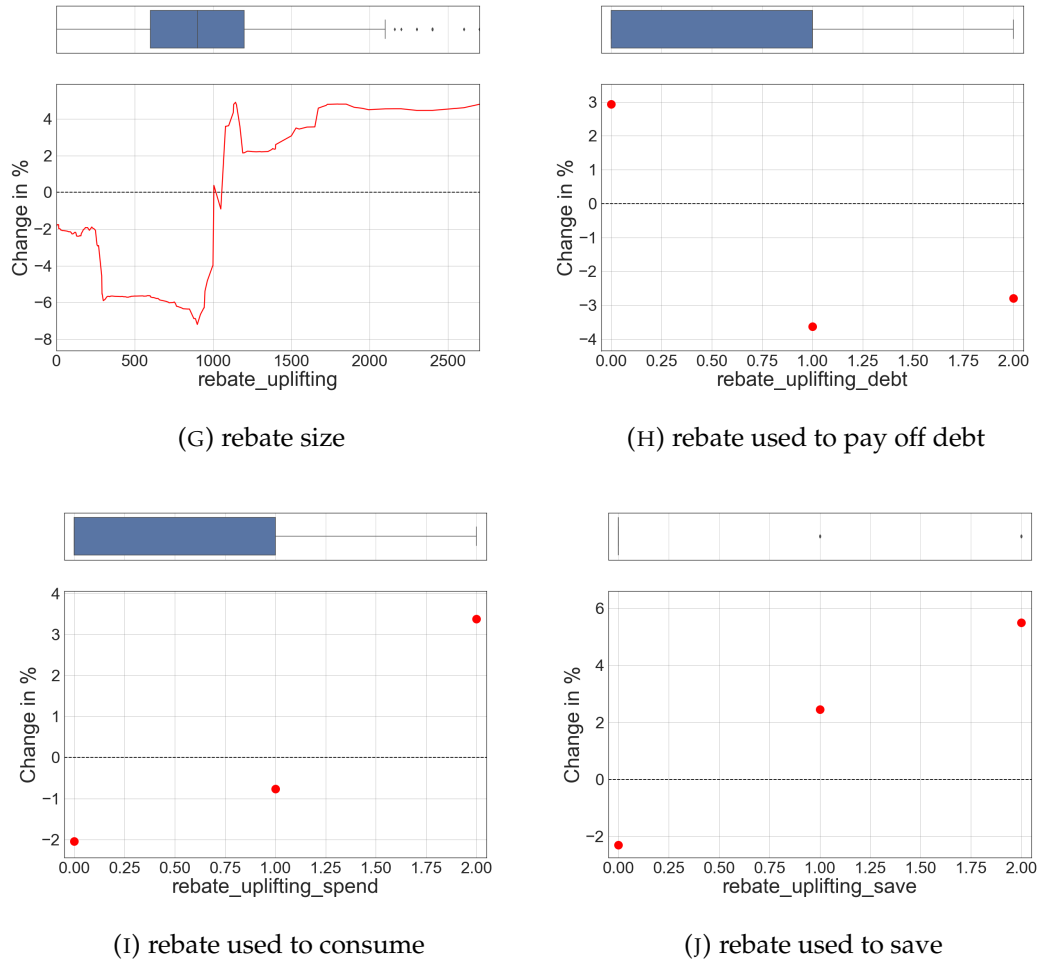 4
2
0
−2
−4
−6
−8
Change in %
0 500 1000 1500 2000 2500
rebate_uplifting
(G) rebate size
3
2
1
0
−1
−2
−3
−4
Change in %
0.00 0.25 0.50 0.75 1.00 1.25 1.50 1.75 2.00
rebate_uplifting_debt
(H) rebate used to pay off debt
4
3
2
1
0
−1
−2
Change in %
0.00 0.25 0.50 0.75 1.00 1.25 1.50 1.75 2.00
rebate_uplifting_spend
(I) rebate used to consume
6
4
2
0
−2
Change in %
0.00 0.25 0.50 0.75 1.00 1.25 1.50 1.75 2.00
rebate_uplifting_save
(J) rebate used to save